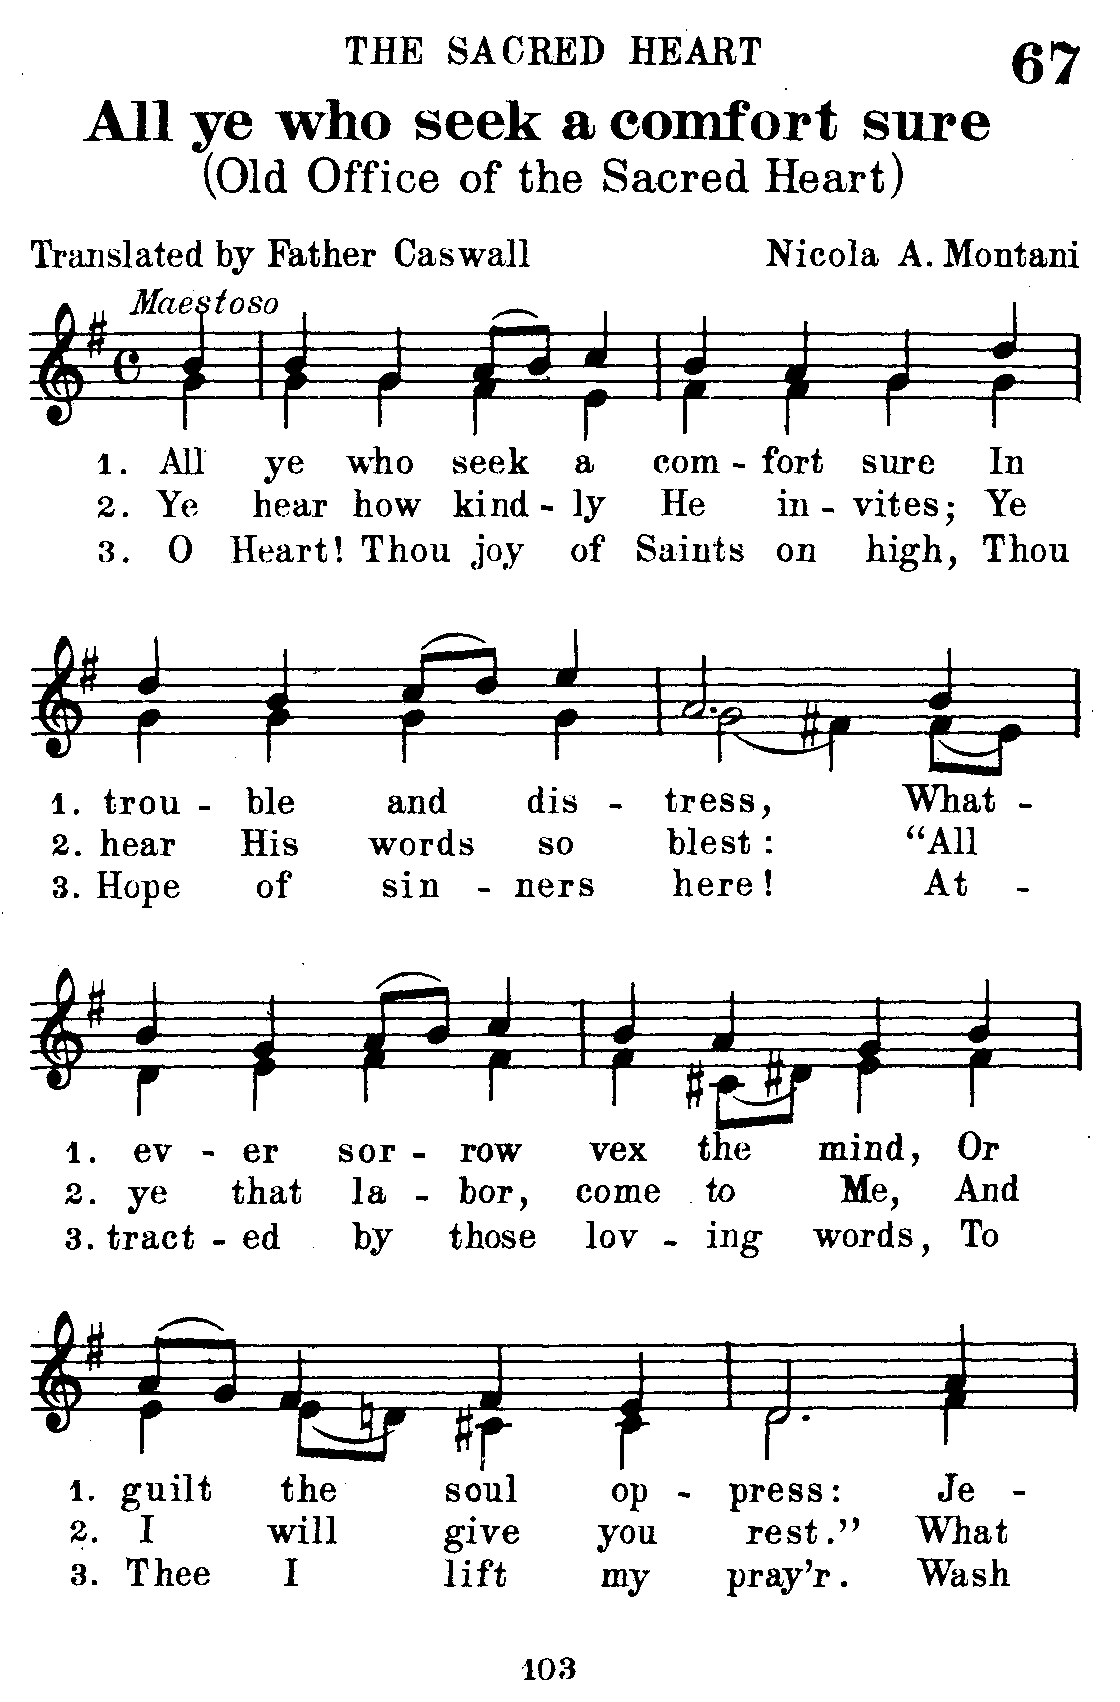 THE SACRED HEART
67
All ye who seek a comfort sure
(Old Office of the Sacred Heart)
Translated by Father Caswall Nicola A. Montani
Maestoso
1. All ye who seek a com - fort sure In
2. Ye hear how kind - ly He in - vites; Ye
3. O Heart! Thou joy of Saints on high, Thou
1. trou - ble and dis - tress, What -
2. hear His words so blest: “All
3. Hope of sin - ners here! At -
1. ev - er sor - row vex the mind, Or
2. ye that la - bor, come to Me, And
3. tract - ed by those lov - ing words, To
1. guilt the soul op - press: Je -
2. I will give you rest.” What
3. Thee I lift my pray’r. Wash
103